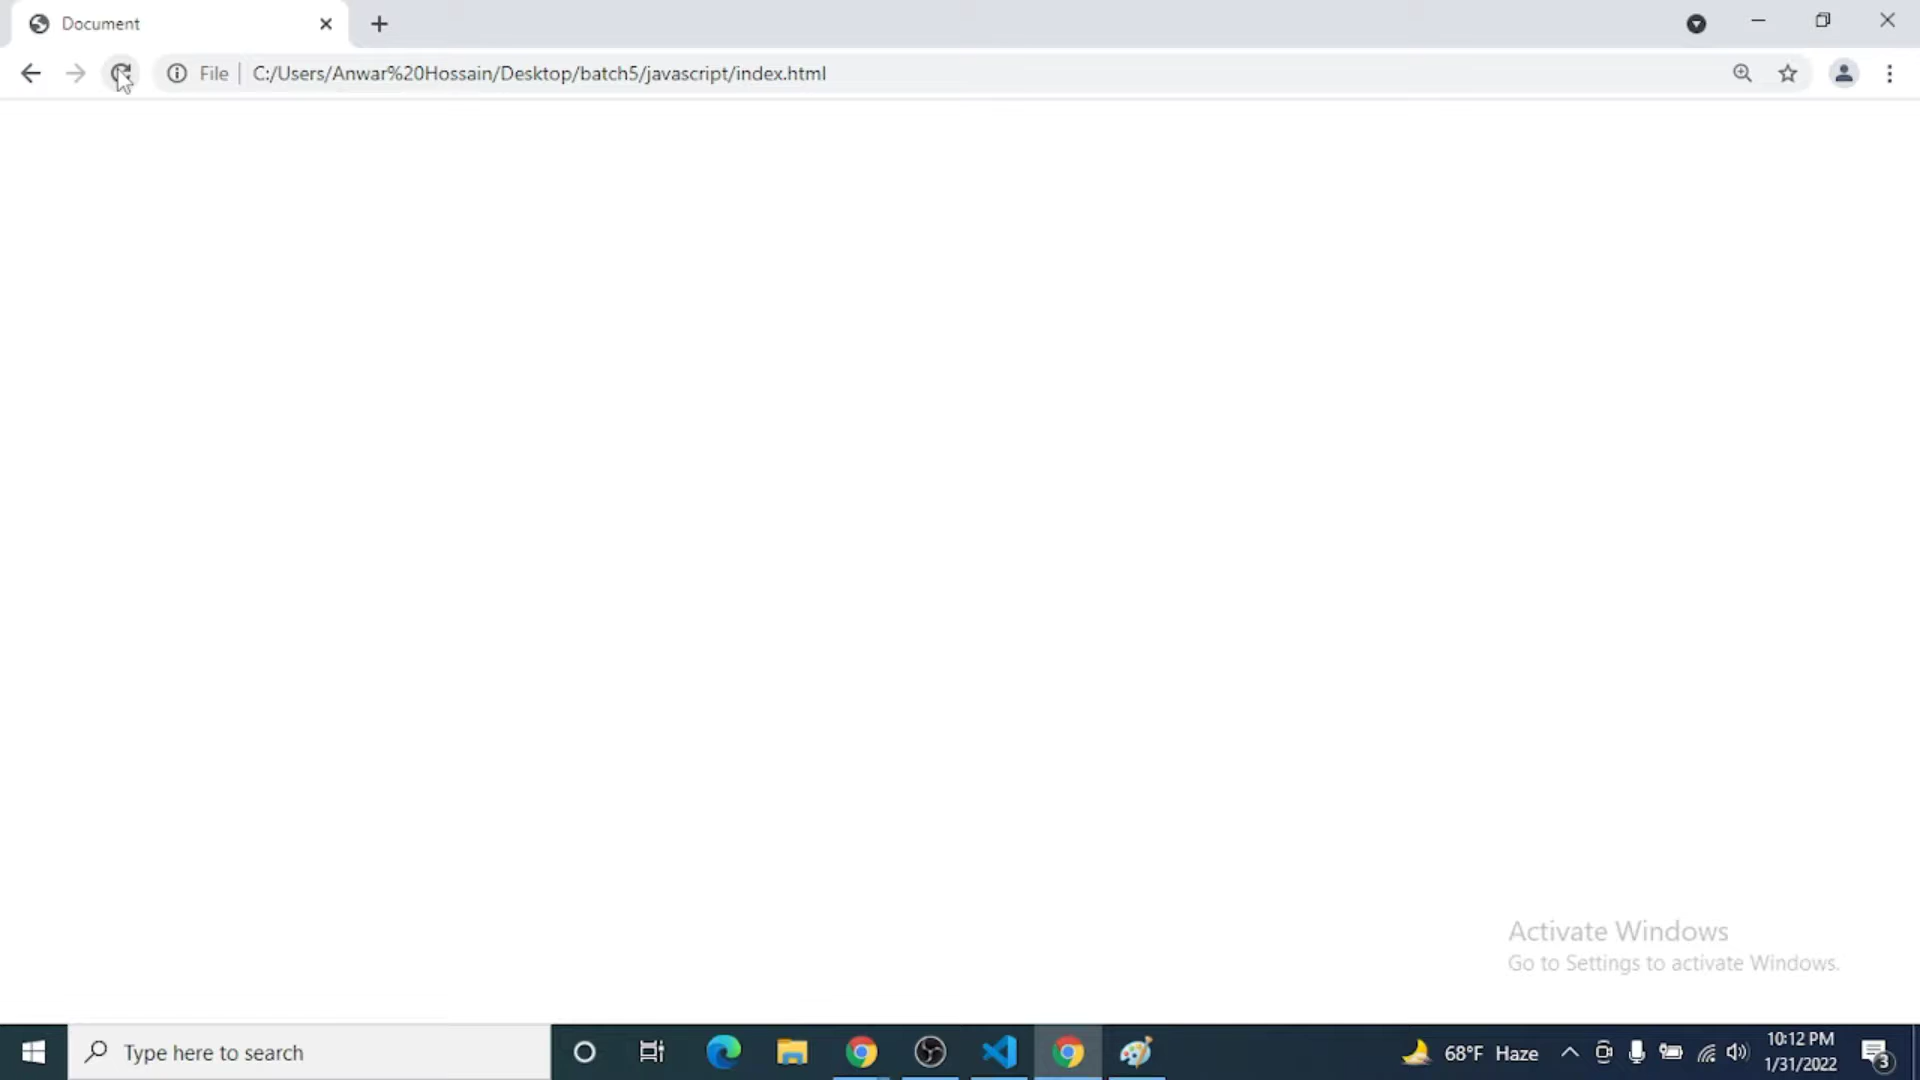 Document
File
C:/Users/Anwar%20Hossain/Desktop/batch5/javascript/index.html
Activate Windows
Go to Settings to activate Windows.
Type here to search
68°F Haze
10:12 PM
1/31/2022
3